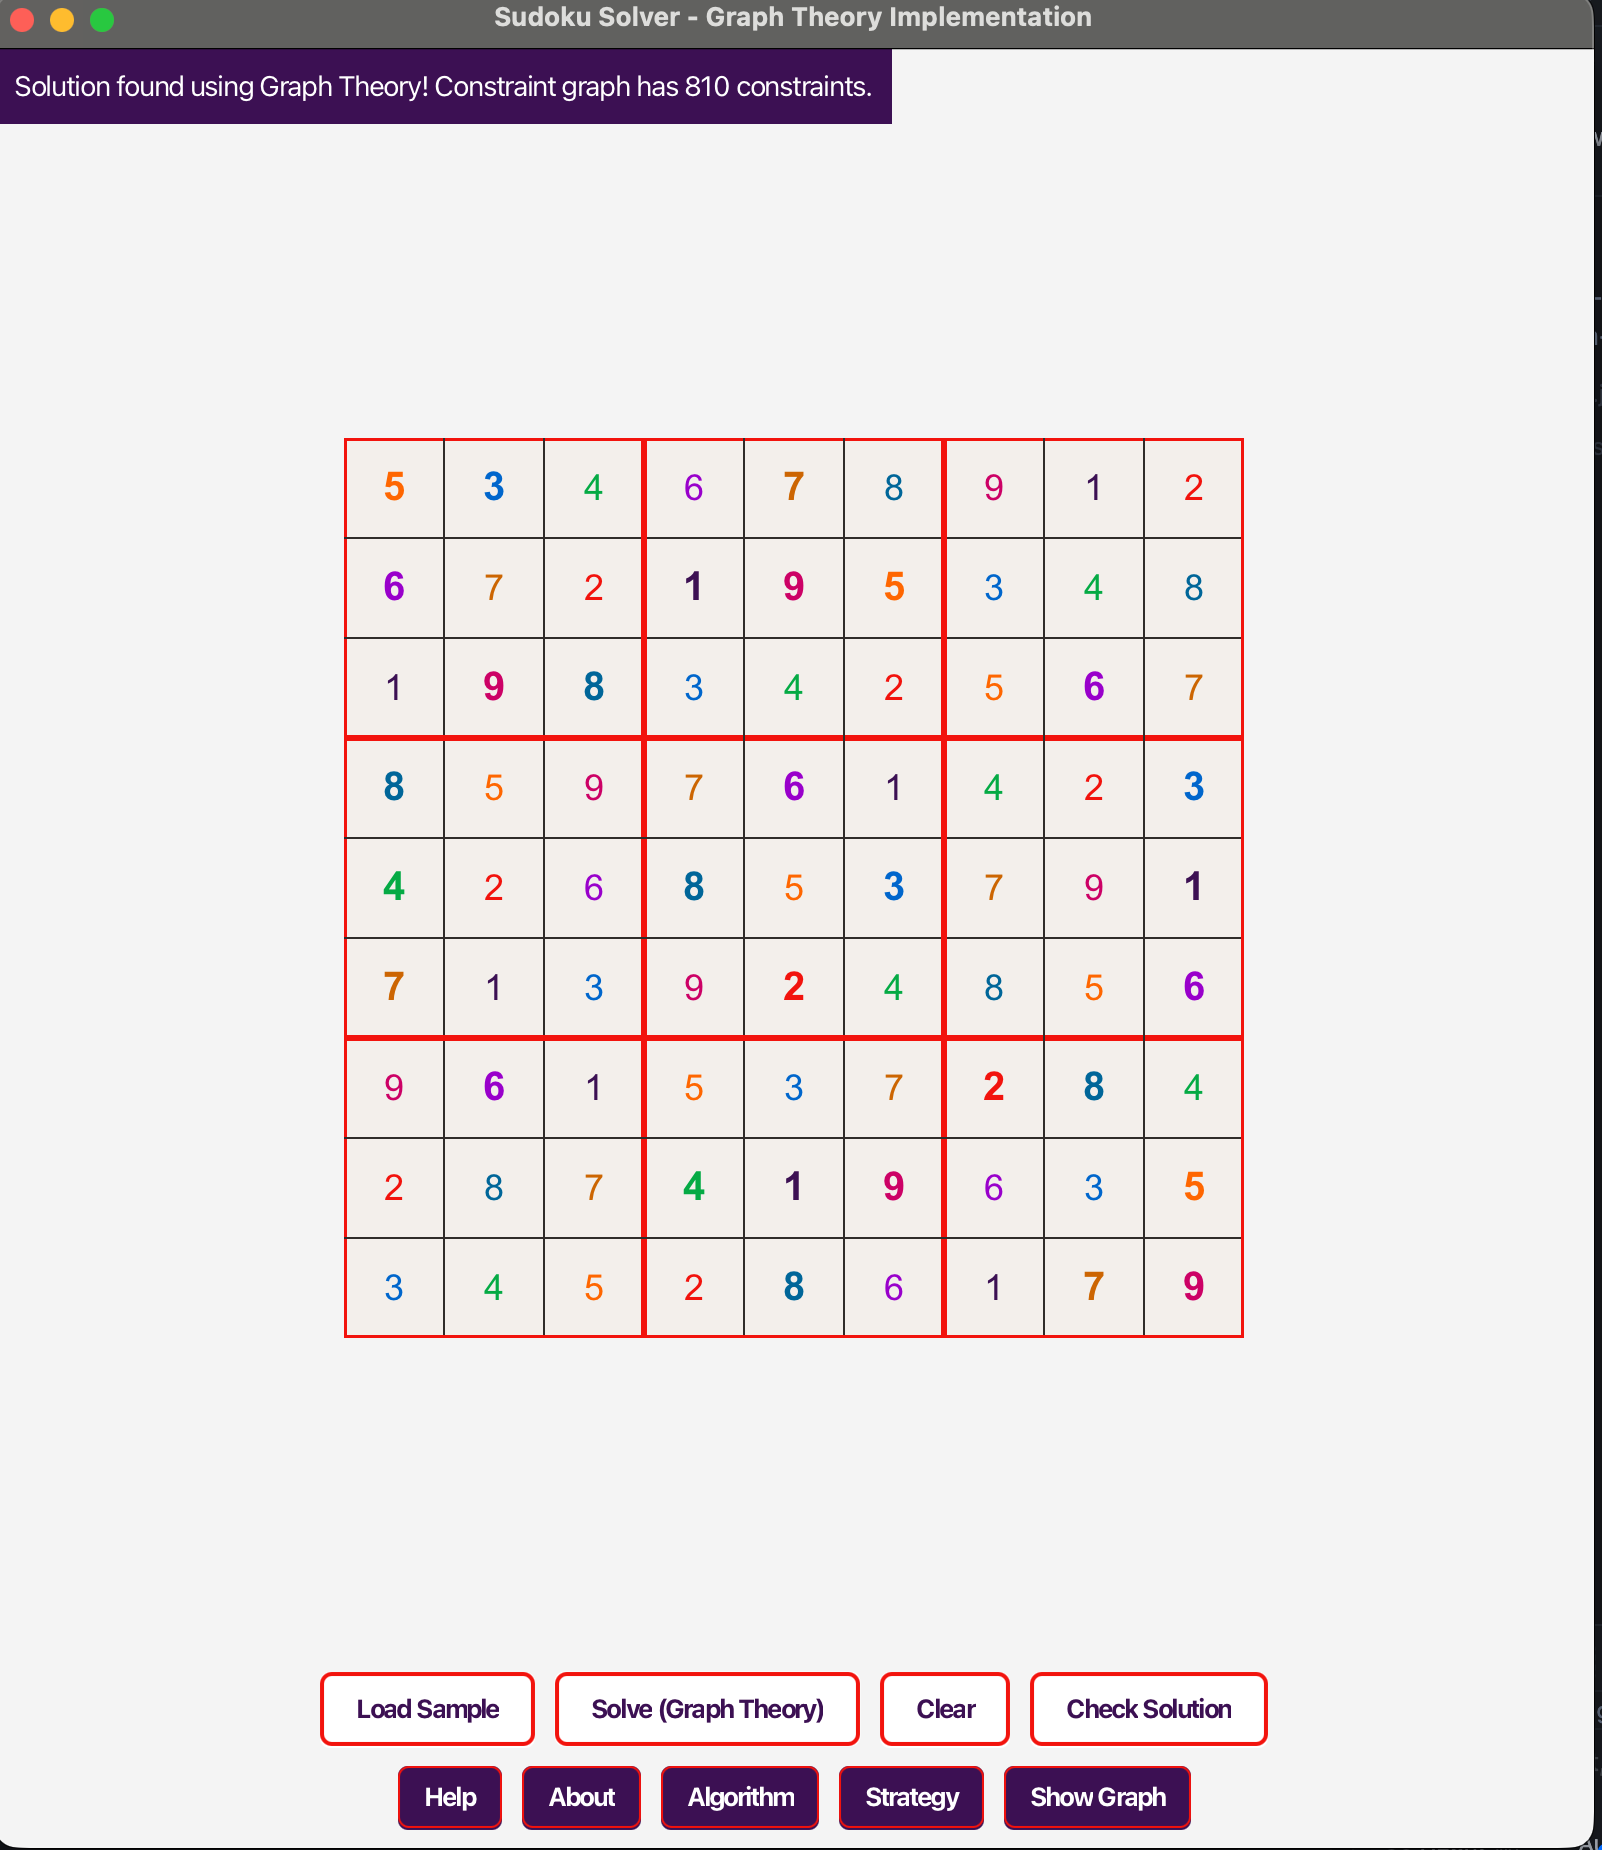 Sudoku Solver - Graph Theory Implementation
Solution found using Graph Theory! Constraint graph has 810 constraints.
5 3 4 6 7 8 9 1 2
6 7 2 1 9 5 3 4 8
1 9 8 3 4 2 5 6 7
8 5 9 7 6 1 4 2 3
4 2 6 8 5 3 7 9 1
7 1 3 9 2 4 8 5 6
9 6 1 5 3 7 2 8 4
2 8 7 4 1 9 6 3 5
3 4 5 2 8 6 1 7 9
Load Sample Solve (Graph Theory) Clear Check Solution
Help About Algorithm Strategy Show Graph